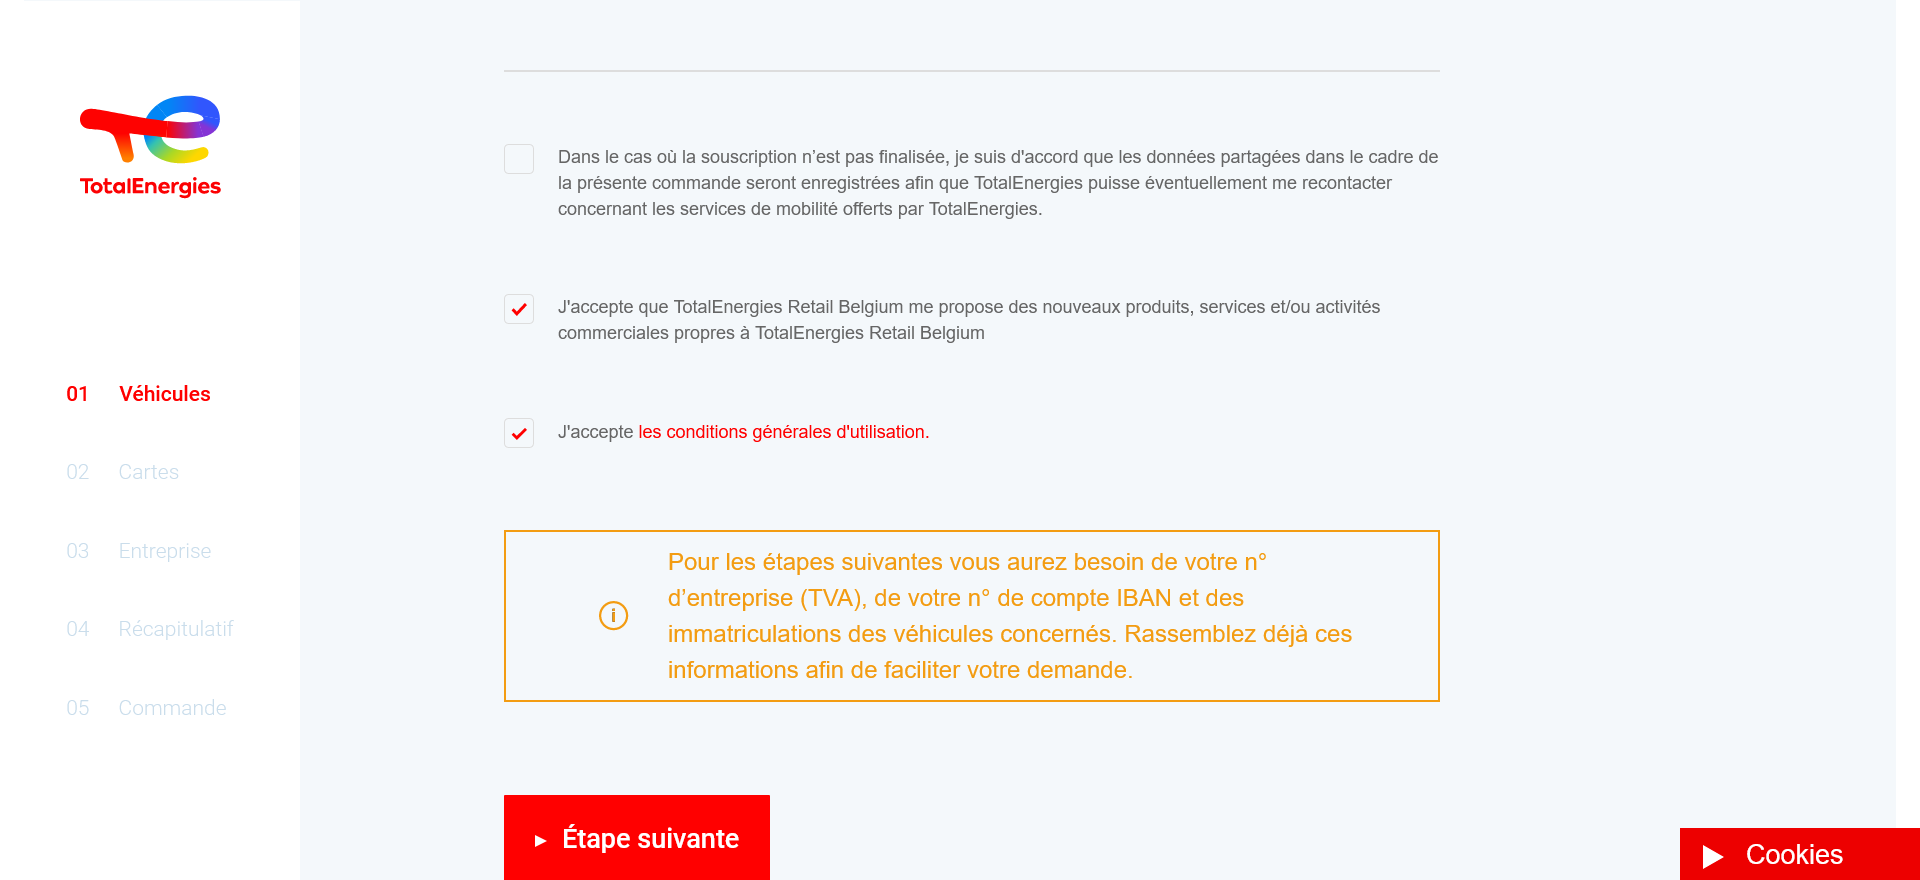 TotalEnergies
01 Véhicules
02 Cartes
03 Entreprise
04 Récapitulatif
05 Commande
Dans le cas où la souscription n’est pas finalisée, je suis d'accord que les données partagées dans le cadre de
la présente commande seront enregistrées afin que TotalEnergies puisse éventuellement me recontacter
concernant les services de mobilité offerts par TotalEnergies.
J'accepte que TotalEnergies Retail Belgium me propose des nouveaux produits, services et/ou activités
commerciales propres à TotalEnergies Retail Belgium
J'accepte les conditions générales d'utilisation.
Pour les étapes suivantes vous aurez besoin de votre n°
d’entreprise (TVA), de votre n° de compte IBAN et des
immatriculations des véhicules concernés. Rassemblez déjà ces
informations afin de faciliter votre demande.
Étape suivante
Cookies